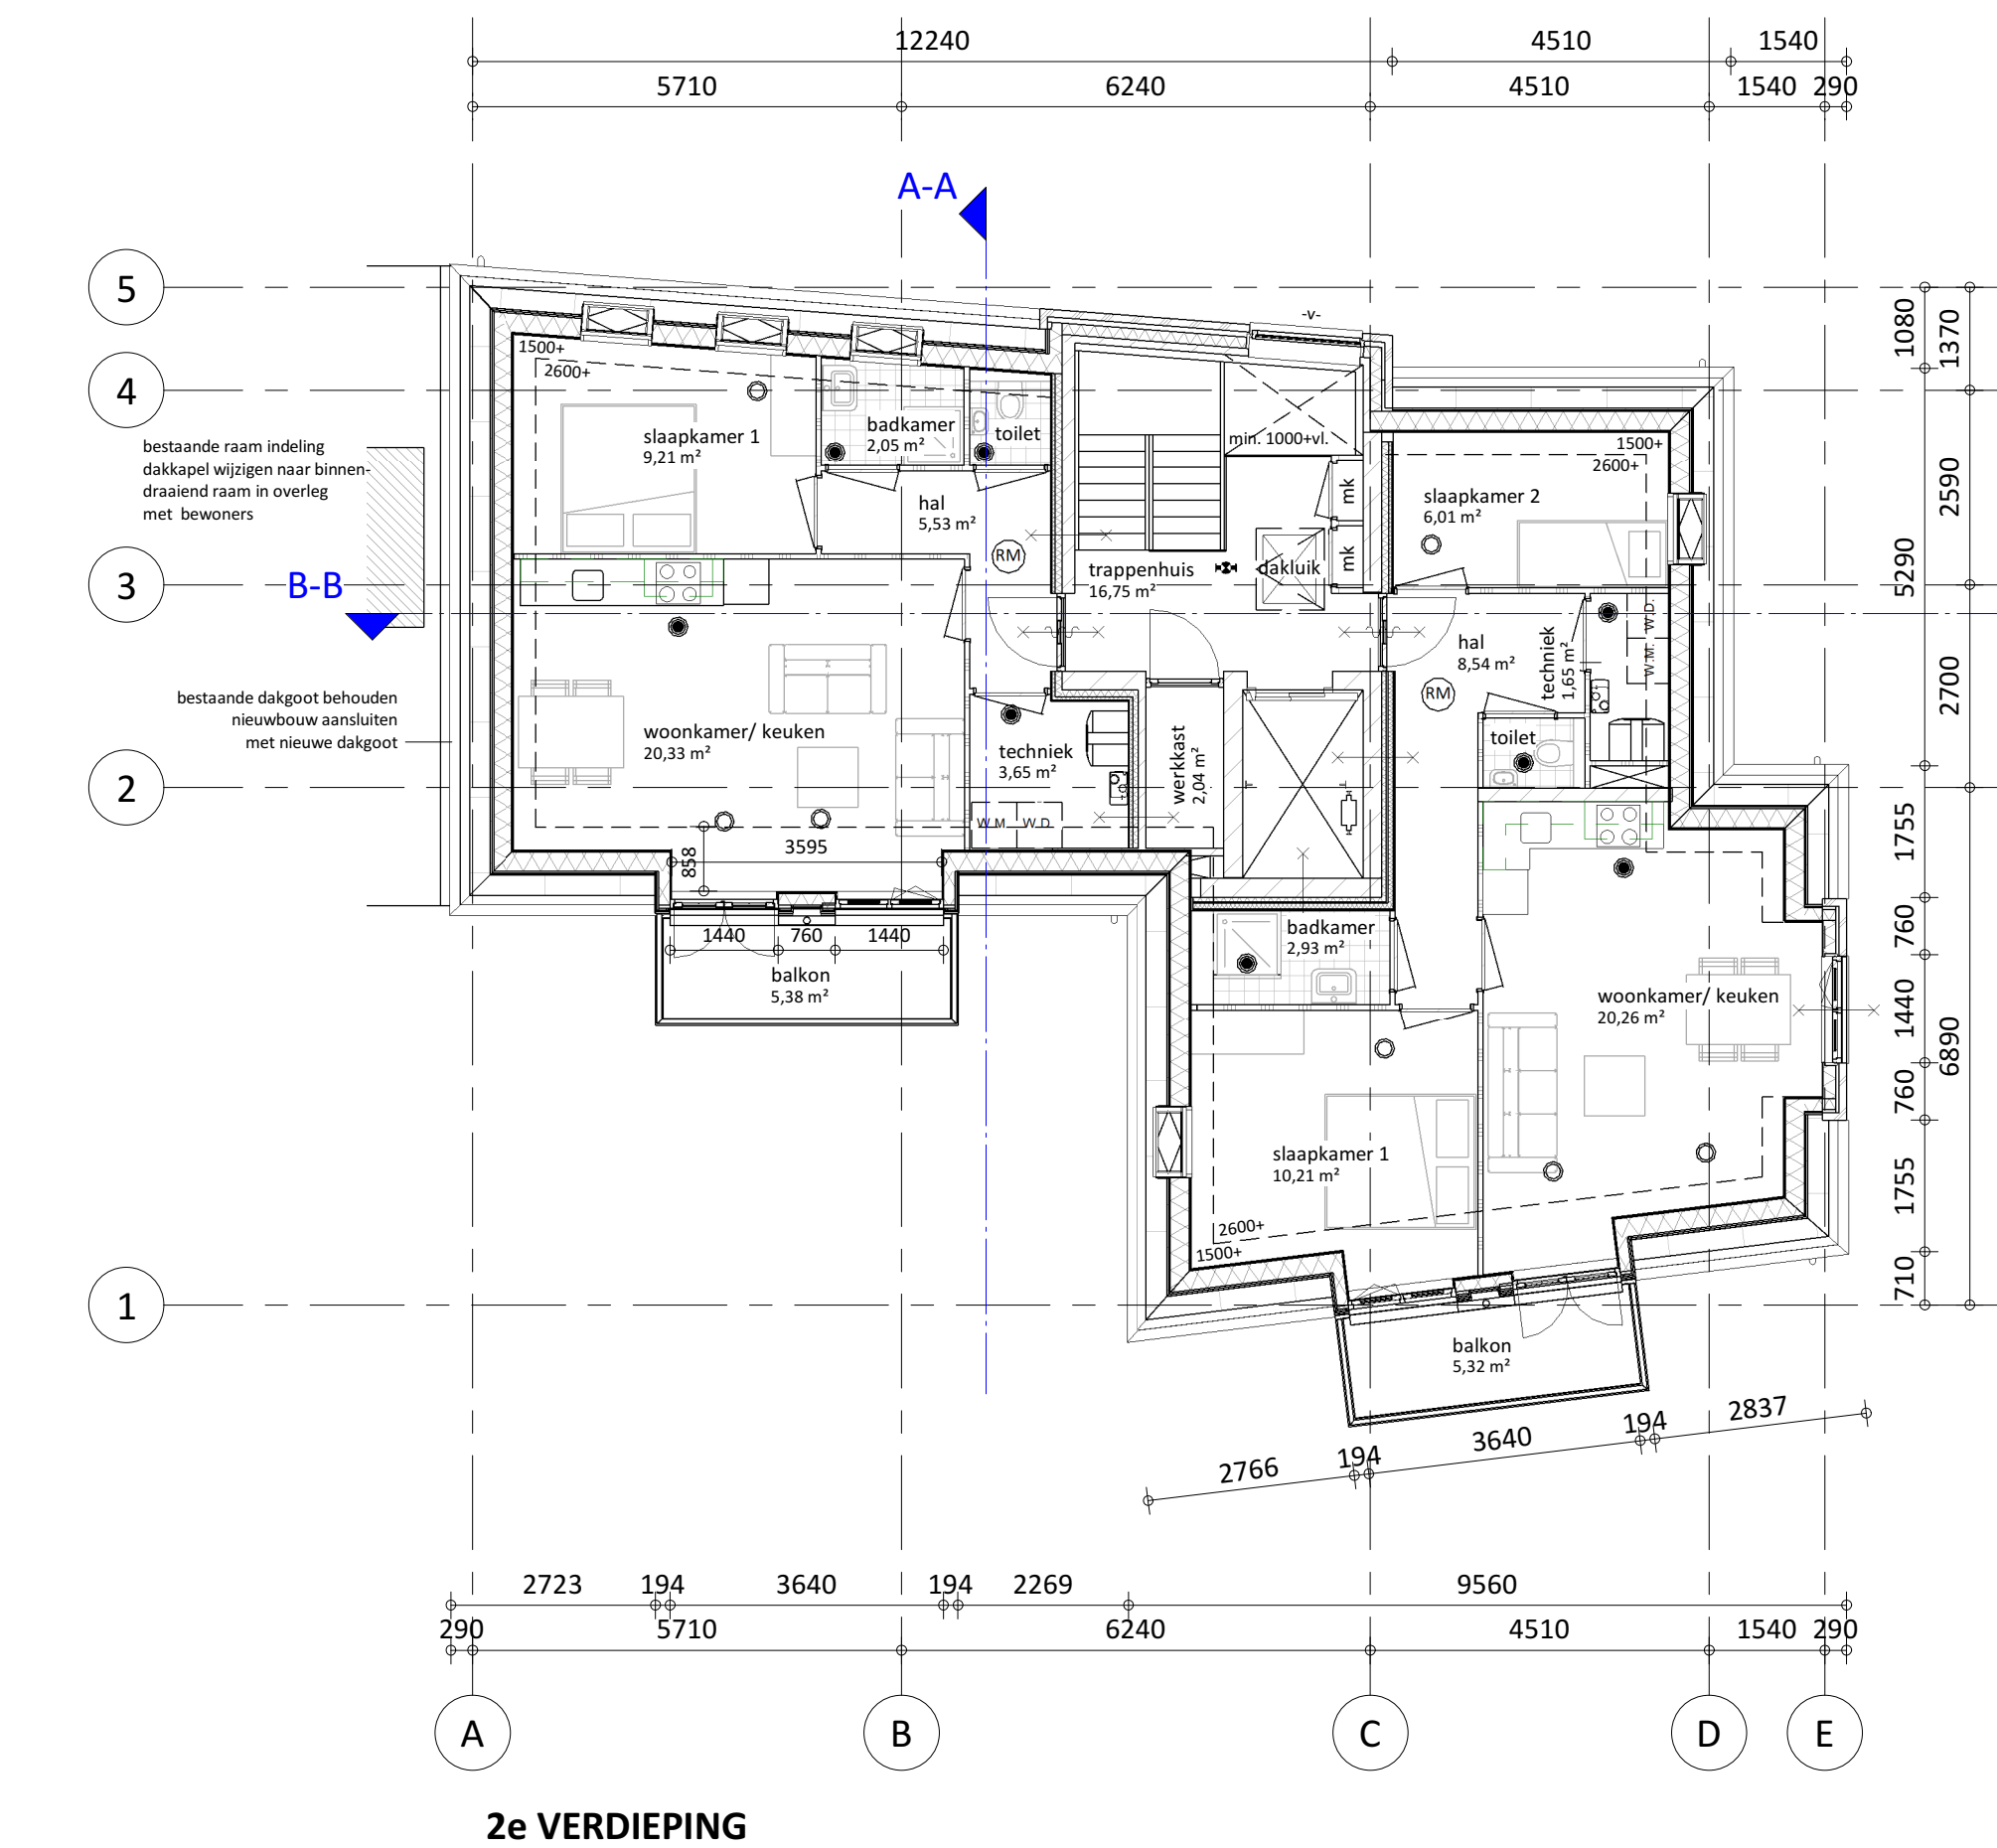 12240
4510
1540
5710
6240
4510
1540
290
A-A
5
4
3
2
1
bestaande raam indeling
dakkapel wijzigen naar binnen-
draaiend raam in overleg
met bewoners
B-B
bestaande dakgoot behouden
nieuwbouw aansluiten
met nieuwe dakgoot
-v-
1500+
2600+
slaapkamer 1
9,21 m²
badkamer
2,05 m²
toilet
hal
5,53 m²
RM
min. 1000+vl.
mk
mk
trappenhuis
16,75 m²
dakluik
1500+
2600+
slaapkamer 2
6,01 m²
hal
8,54 m²
RM
techniek
1,65 m²
W.D.
W.M.
toilet
woonkamer/ keuken
20,33 m²
techniek
3,65 m²
W.M.
W.D.
werkkast
2,04 m²
3595
858
1440
760
1440
balkon
5,38 m²
badkamer
2,93 m²
woonkamer/ keuken
20,26 m²
slaapkamer 1
10,21 m²
2600+
1500+
balkon
5,32 m²
1080
1370
2590
5290
2700
1755
760
1440
6890
760
1755
710
2766
194
3640
194
2837
2723
194
3640
194
2269
9560
290
5710
6240
4510
1540
290
A
B
C
D
E
2e VERDIEPING